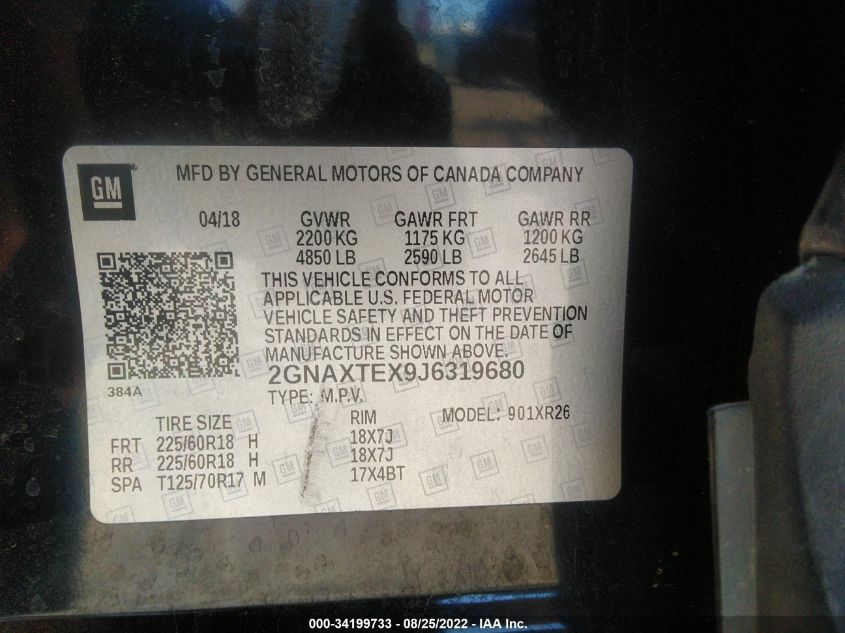 GM ® MFD BY GENERAL MOTORS OF CANADA COMPANY
04/18 GVWR GAWR FRT GAWR RR
2200 KG 1175 KG 1200 KG
4850 LB 2590 LB 2645 LB
THIS VEHICLE CONFORMS TO ALL
APPLICABLE U.S. FEDERAL MOTOR
VEHICLE SAFETY AND THEFT PREVENTION
STANDARDS IN EFFECT ON THE DATE OF
MANUFACTURE SHOWN ABOVE.
2GNAXTEX9J6319680
384A
TYPE: M.P.V.
TIRE SIZE RIM MODEL: 901XR26
FRT 225/60R18 H 18X7J
RR 225/60R18 H 18X7J
SPA T125/70R17 M 17X4BT
000-34199733 - 08/25/2022 - IAA Inc.